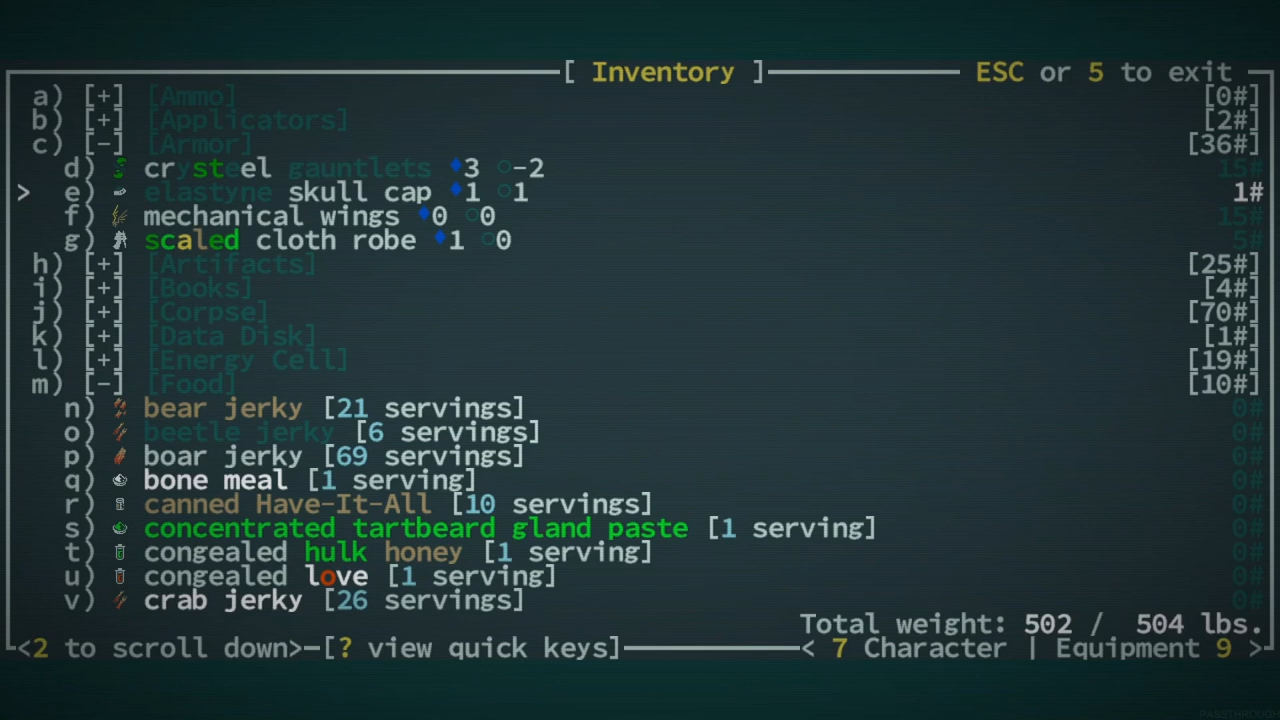 [ Inventory ] ESC or 5 to exit
a) [+] [Ammo] [0#]
b) [+] [Applicators] [2#]
c) [-] [Armor] [36#]
d) crysteel gauntlets ♦3 ○-2 15#
> e) elastyne skull cap ♦1 ○1 1#
f) mechanical wings ♦0 ○0 15#
g) scaled cloth robe ♦1 ○0 5#
h) [+] [Artifacts] [25#]
i) [+] [Books] [4#]
j) [+] [Corpse] [70#]
k) [+] [Data Disk] [1#]
l) [+] [Energy Cell] [19#]
m) [-] [Food] [10#]
n) bear jerky [21 servings] 0#
o) beetle jerky [6 servings] 0#
p) boar jerky [69 servings] 0#
q) bone meal [1 serving] 0#
r) canned Have-It-All [10 servings] 0#
s) concentrated tartbeard gland paste [1 serving] 0#
t) congealed hulk honey [1 serving] 0#
u) congealed love [1 serving] 0#
v) crab jerky [26 servings] 0#
Total weight: 502 / 504 lbs.
<2 to scroll down> [? view quick keys] < 7 Character | Equipment 9 >